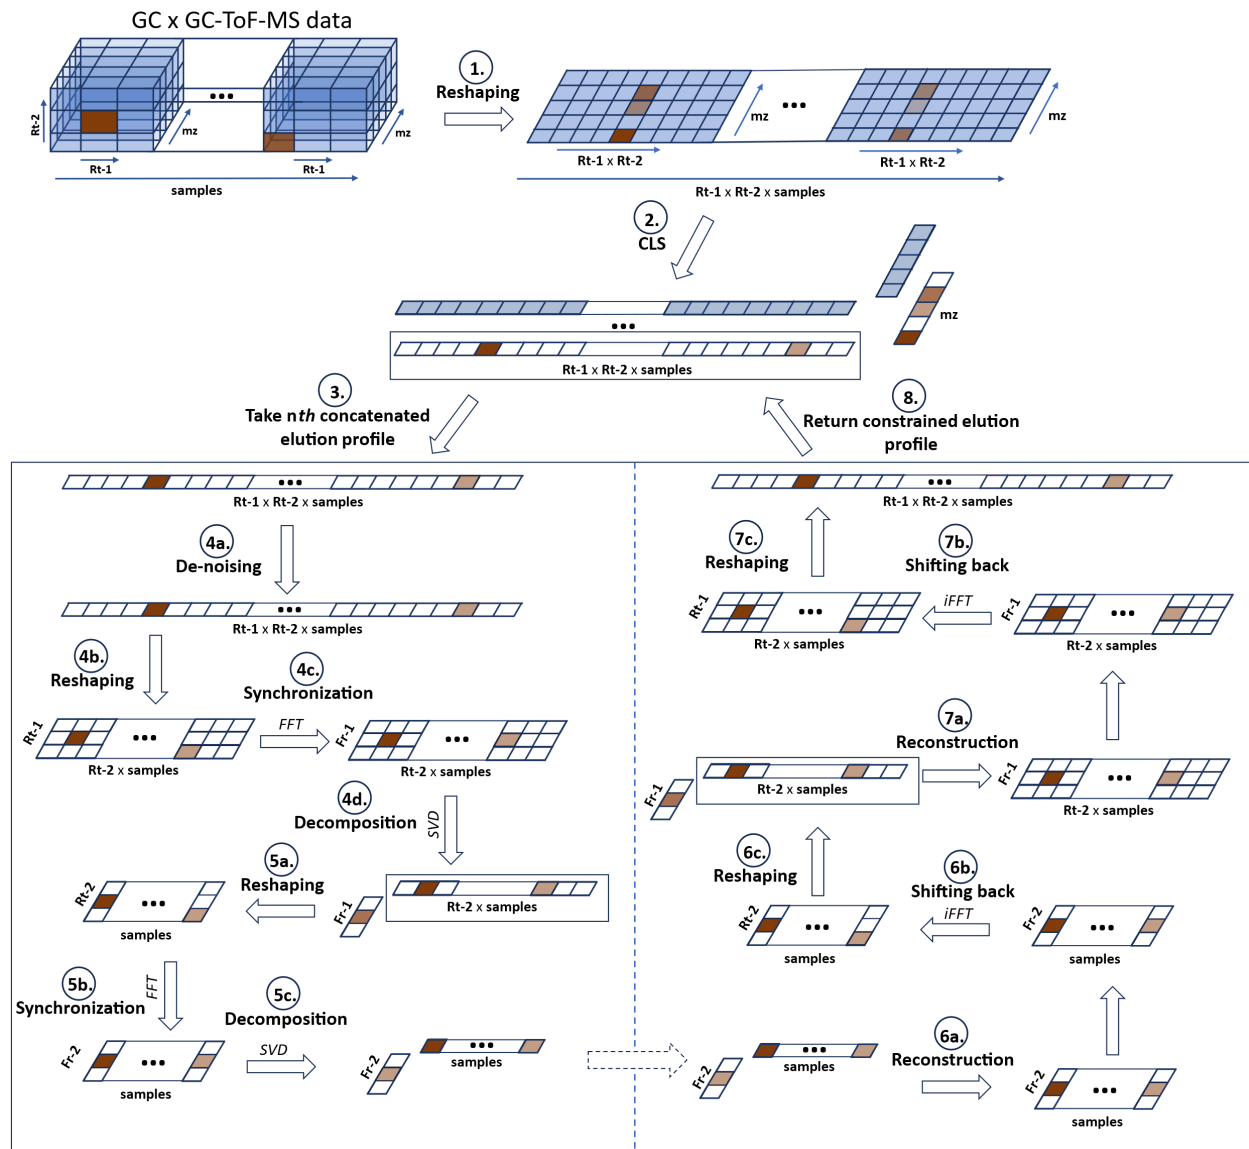 GC x GC-ToF-MS data
1.
Reshaping
Rt-2
mz
mz
Rt-1
Rt-1
samples
mz
mz
Rt-1 x Rt-2
Rt-1 x Rt-2
Rt-1 x Rt-2 x samples
2.
CLS
mz
Rt-1 x Rt-2 x samples
3.
Take nth concatenated
elution profile
8.
Return constrained elution
profile
Rt-1 x Rt-2 x samples
4a.
De-noising
Rt-1 x Rt-2 x samples
4b.
Reshaping
4c.
Synchronization
Rt-1
FFT
Fr-1
Rt-2 x samples
Rt-2 x samples
4d.
Decomposition
SVD
5a.
Reshaping
Rt-2
samples
Fr-1
Rt-2 x samples
5b.
Synchronization
FFT
5c.
Decomposition
Fr-2
samples
SVD
Fr-2
samples
Rt-1 x Rt-2 x samples
7c.
Reshaping
7b.
Shifting back
Rt-1
iFFT
Fr-1
Rt-2 x samples
Rt-2 x samples
7a.
Reconstruction
Fr-1
Rt-2 x samples
Fr-1
Rt-2 x samples
6c.
Reshaping
6b.
Shifting back
Rt-2
iFFT
Fr-2
samples
samples
6a.
Reconstruction
Fr-2
samples
Fr-2
samples